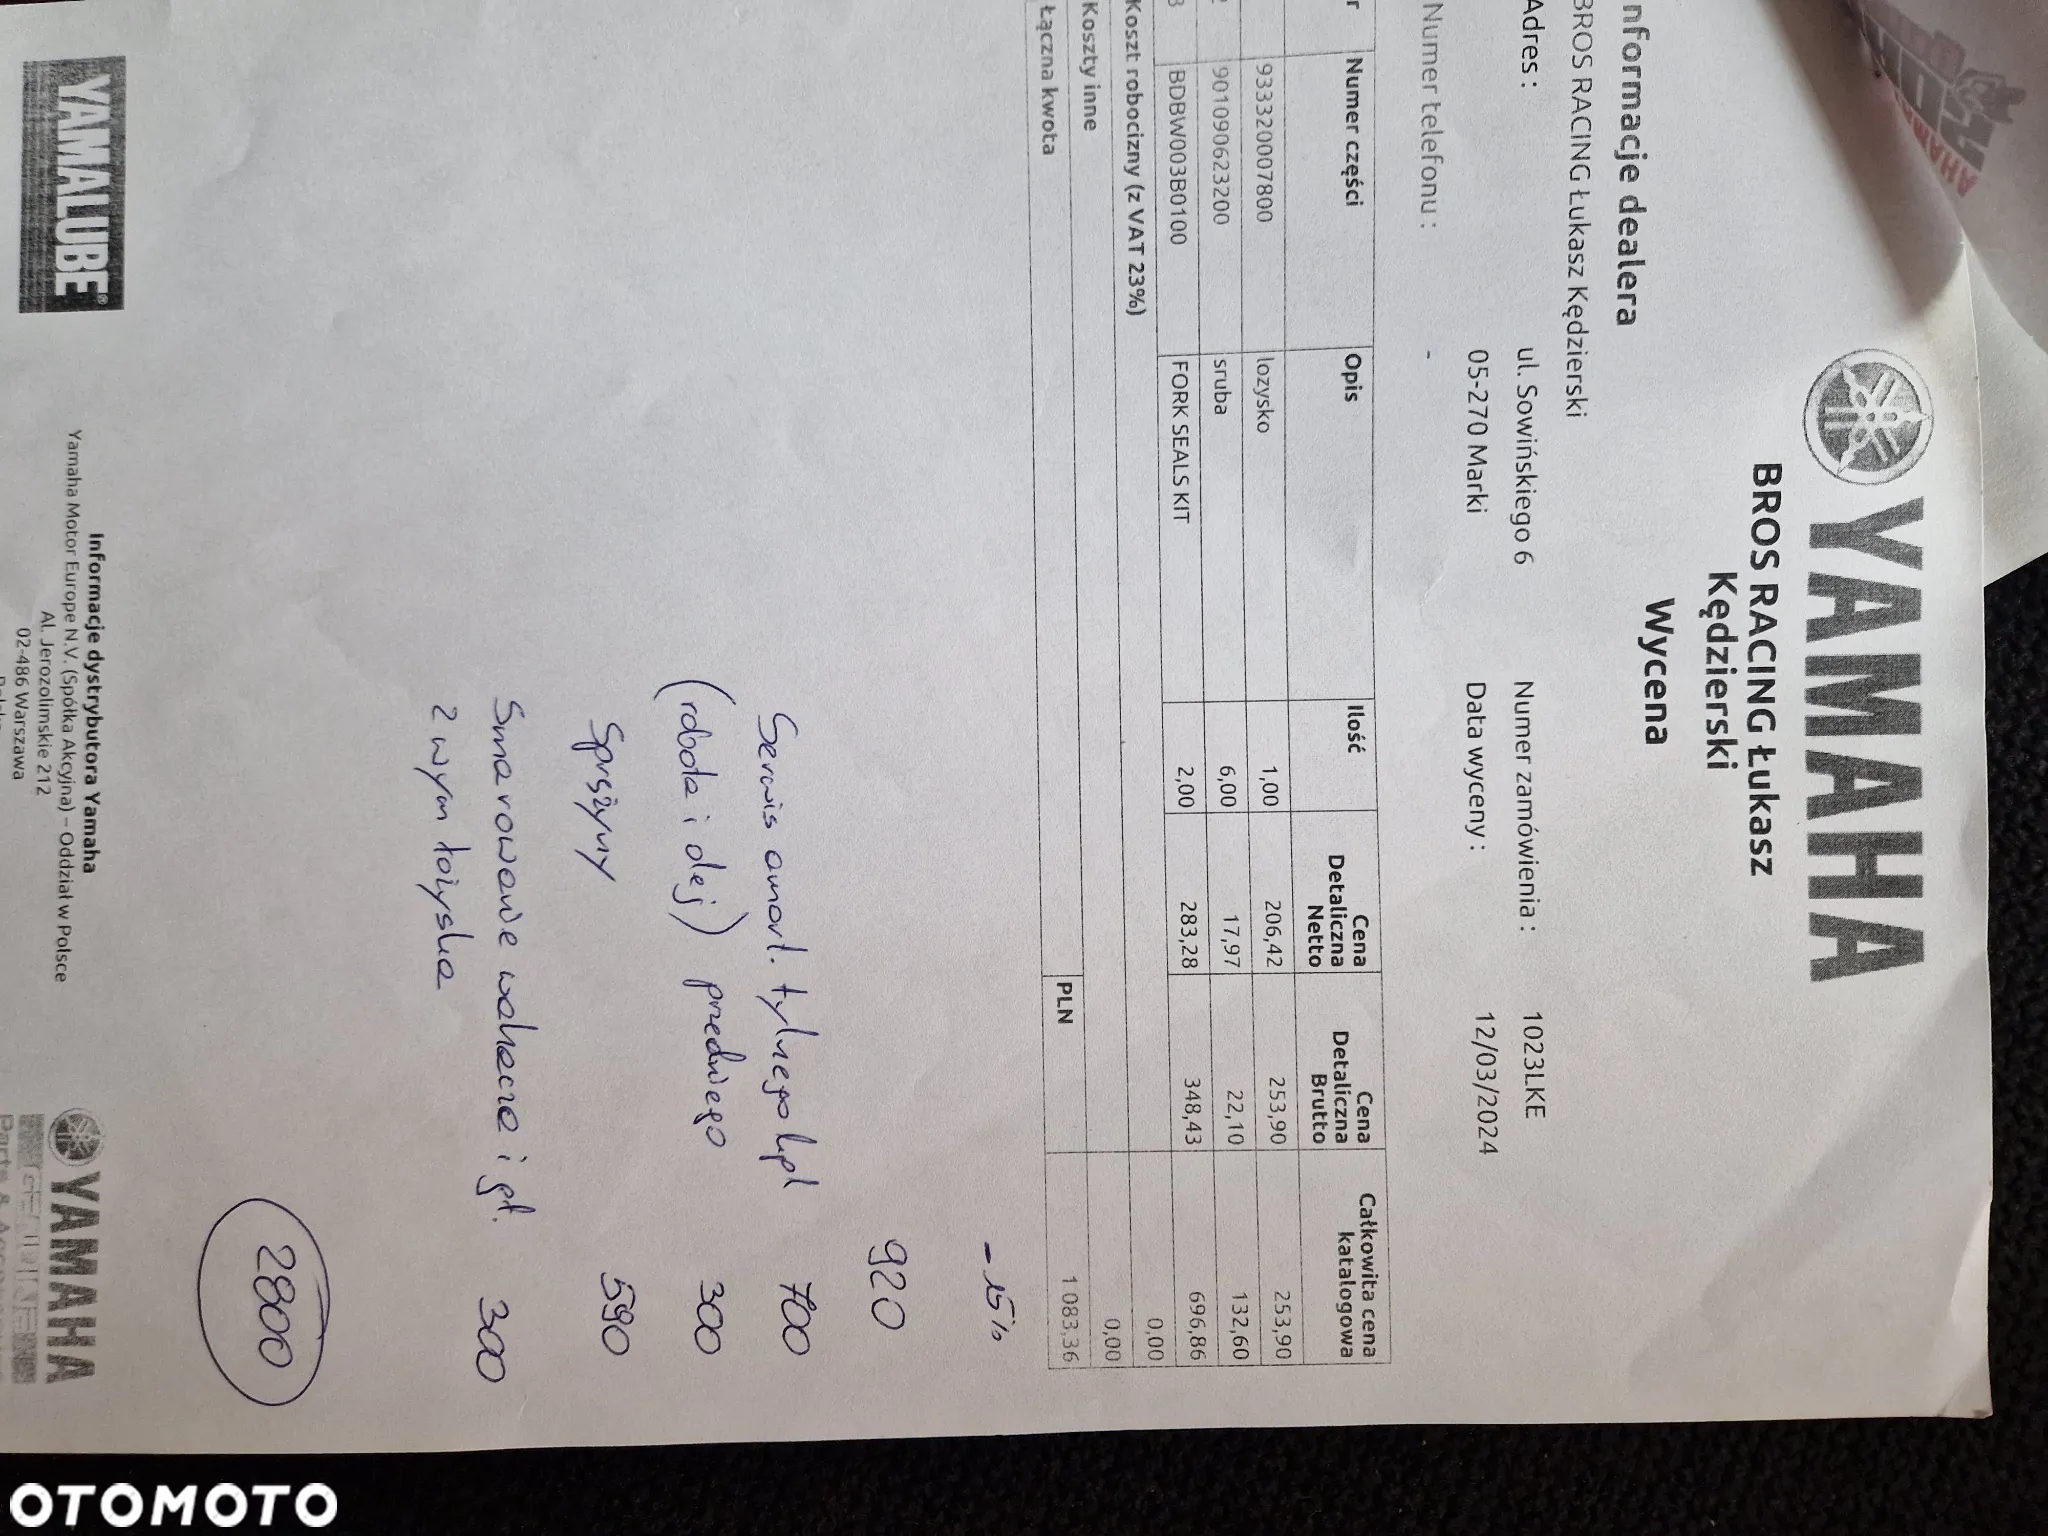 YAMAHA
BROS RACING Łukasz
Kędzierski
Wycena
nformacje dealera
BROS RACING Łukasz Kędzierski
Adres : ul. Sowińskiego 6 Numer zamówienia : 1023LKE
05-270 Marki Data wyceny : 12/03/2024
Numer telefonu : -
r Numer części Opis Ilość Cena Detaliczna Netto Cena Detaliczna Brutto Całkowita cena katalogowa
933320007800 lozysko 1,00 206,42 253,90 253,90
901090623200 sruba 6,00 17,97 22,10 132,60
BDBW003B0100 FORK SEALS KIT 2,00 283,28 348,43 696,86
Koszt robocizny (z VAT 23%) 0,00
Koszty inne 0,00
Łączna kwota PLN 1 083,36
- 15%
920
Serwis amort. tylnego kpl 700
(robota i olej) przedniego 300
Sprężyny 590
Smarowanie wahacza i gł. 300
z wym łożyska
2800
YAMALUBE®
Informacje dystrybutora Yamaha
Yamaha Motor Europe N.V. (Spółka Akcyjna) – Oddział w Polsce
Al. Jerozolimskie 212
02-486 Warszawa
YAMAHA
GENUINE
OTOMOTO